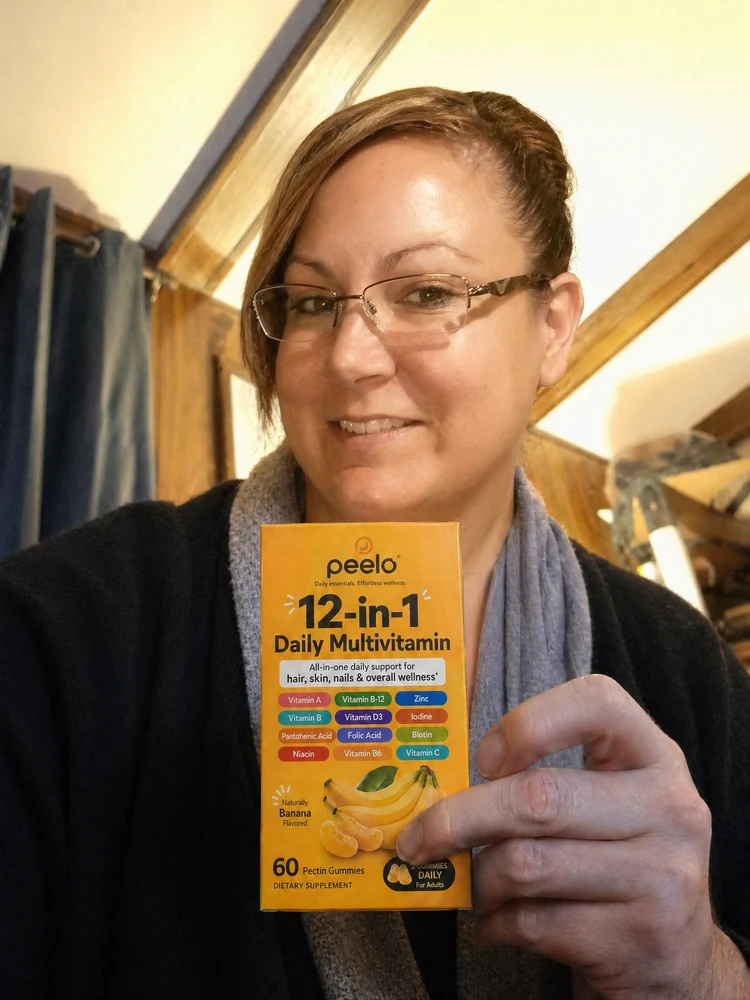 peelo®
Daily essentials. Effortless wellness.
12-in-1
Daily Multivitamin
All-in-one daily support for
hair, skin, nails & overall wellness*
Vitamin A Vitamin B-12 Zinc
Vitamin B Vitamin D3 Iodine
Pantothenic Acid Folic Acid Biotin
Niacin Vitamin B6 Vitamin C
Naturally
Banana
Flavored
60 Pectin Gummies
DIETARY SUPPLEMENT
2 GUMMIES
DAILY
For Adults